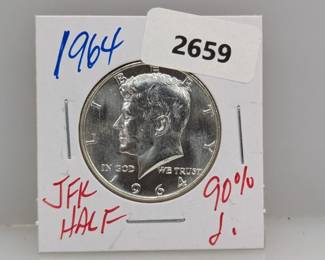 1964
2659
LIBERTY
IN GOD WE TRUST
1964
JFK
HALF
90%